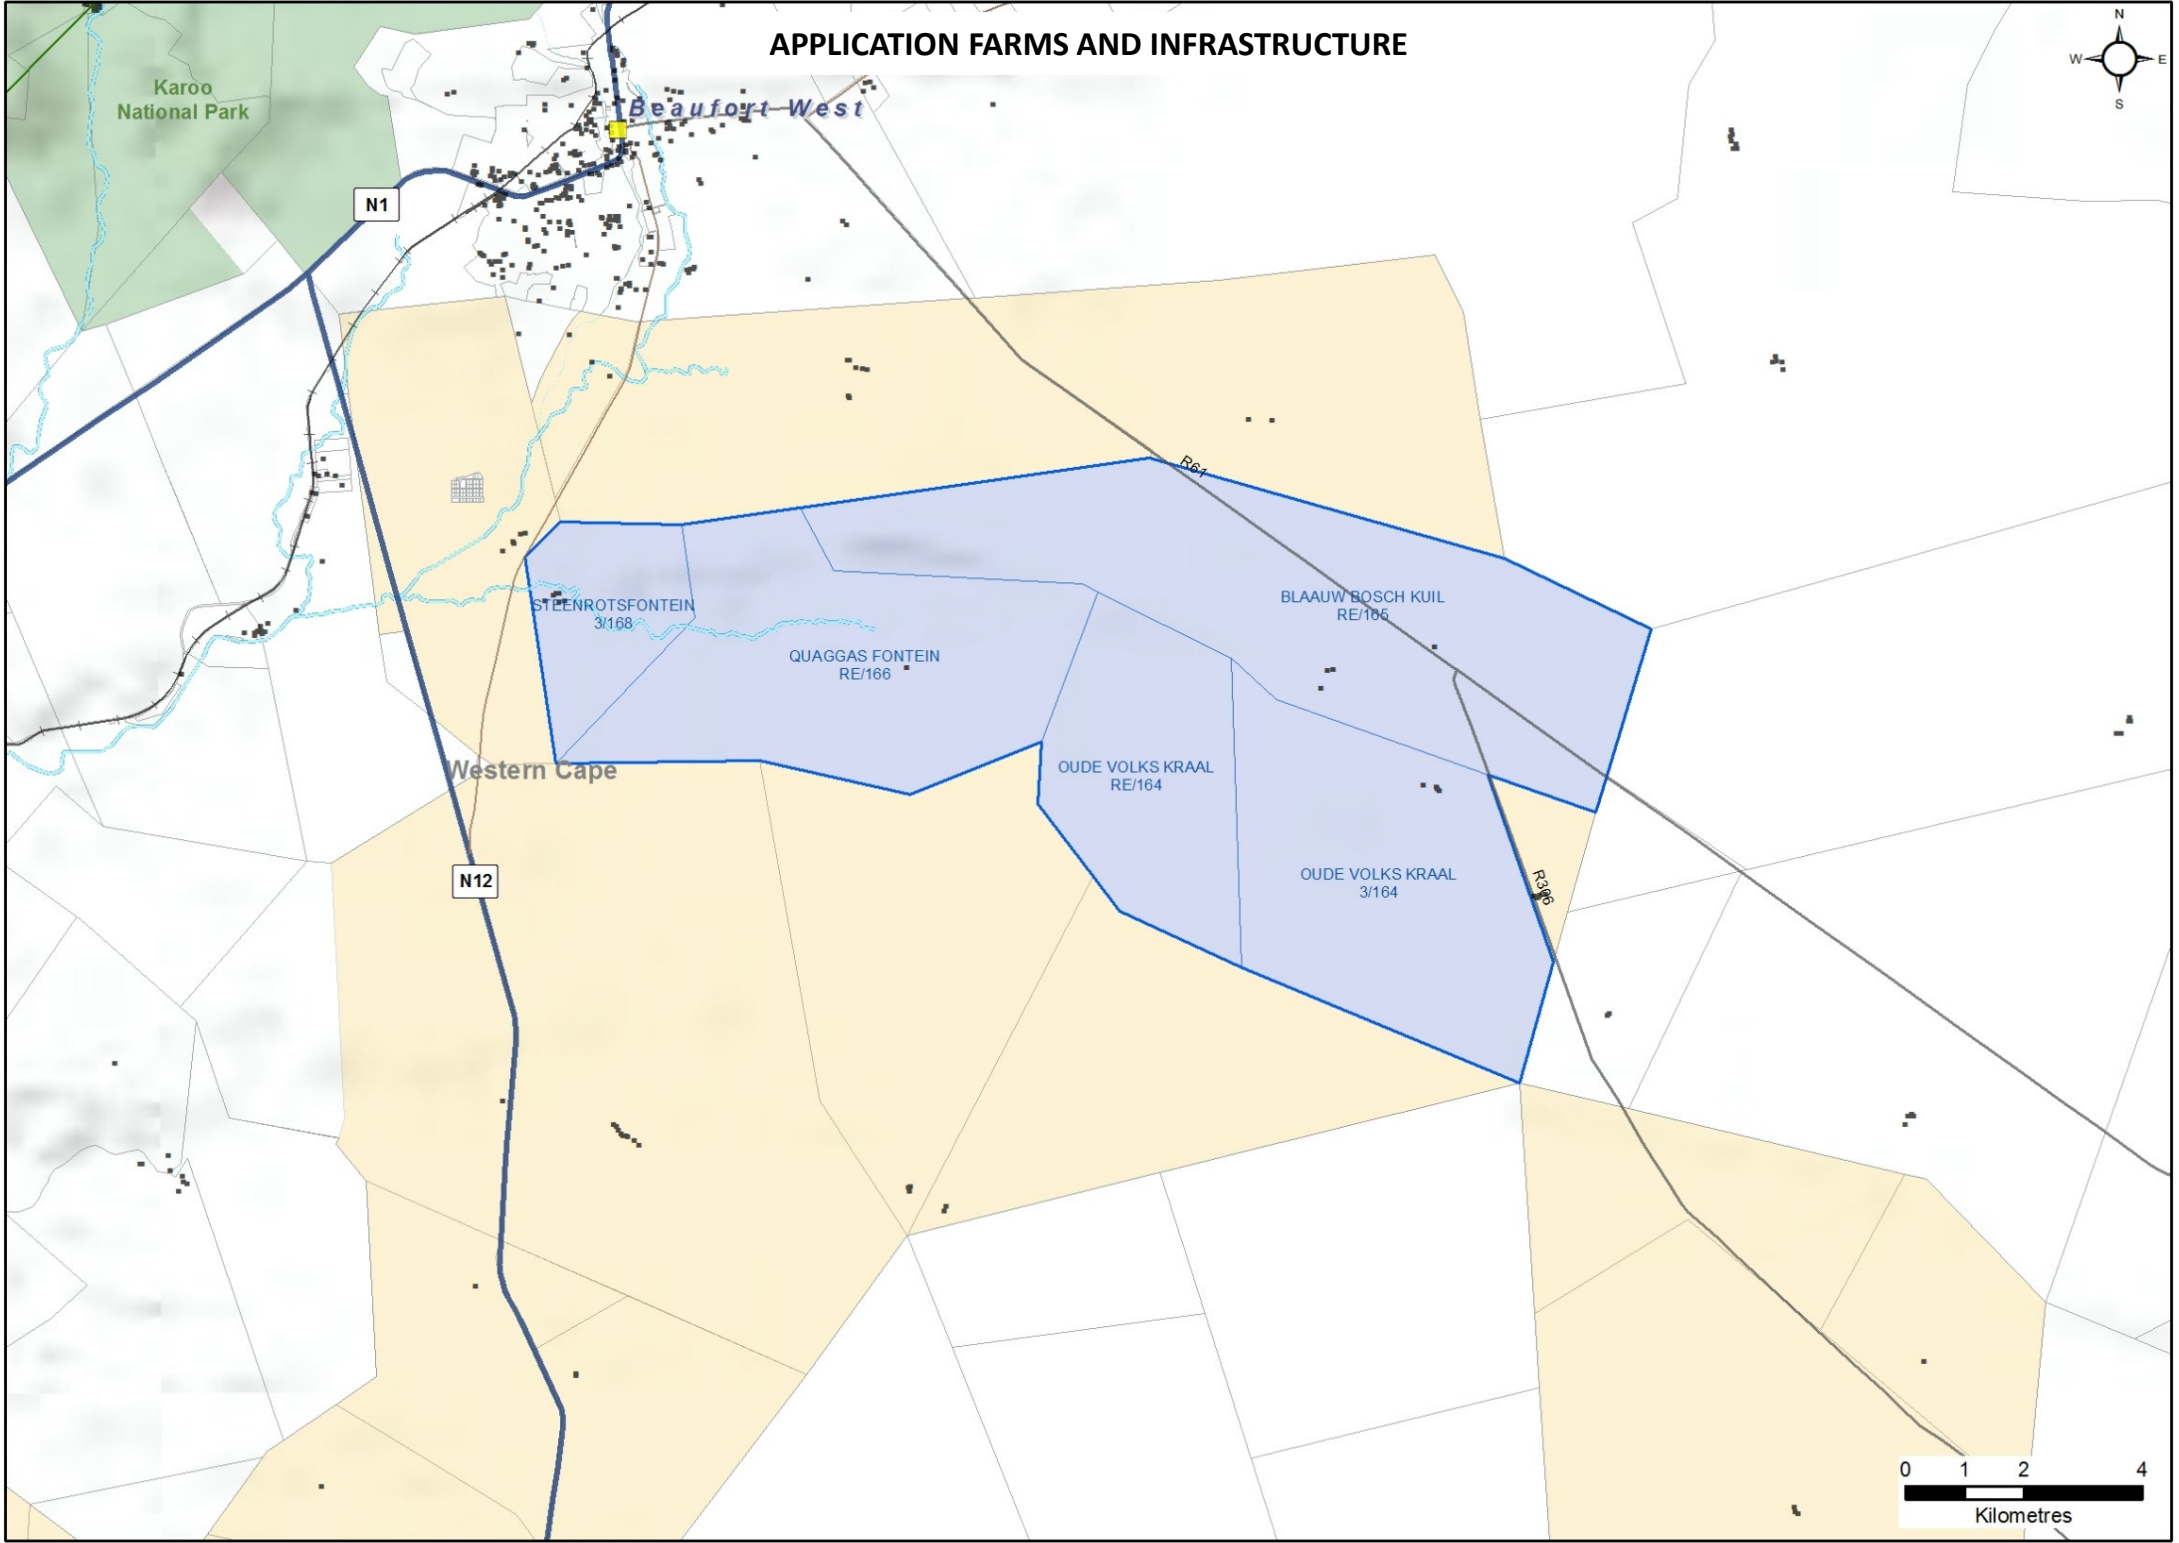 APPLICATION FARMS AND INFRASTRUCTURE
N
W E
S
Karoo
National Park
Beaufort West
N1
R61
STEENROTSFONTEIN
3/168
BLAAUW BOSCH KUIL
RE/165
QUAGGAS FONTEIN
RE/166
Western Cape
OUDE VOLKS KRAAL
RE/164
N12
OUDE VOLKS KRAAL
3/164
R306
0 1 2 4
Kilometres